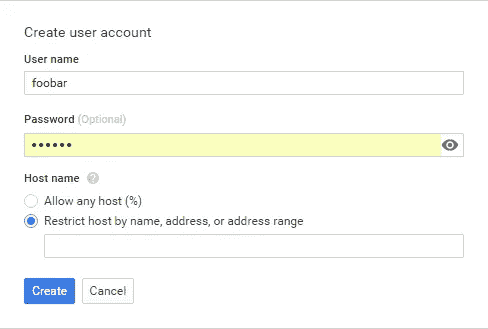 Create user account
User name
foobar
Password (Optional)
••••••
Host name ?
Allow any host (%)
Restrict host by name, address, or address range
Create Cancel